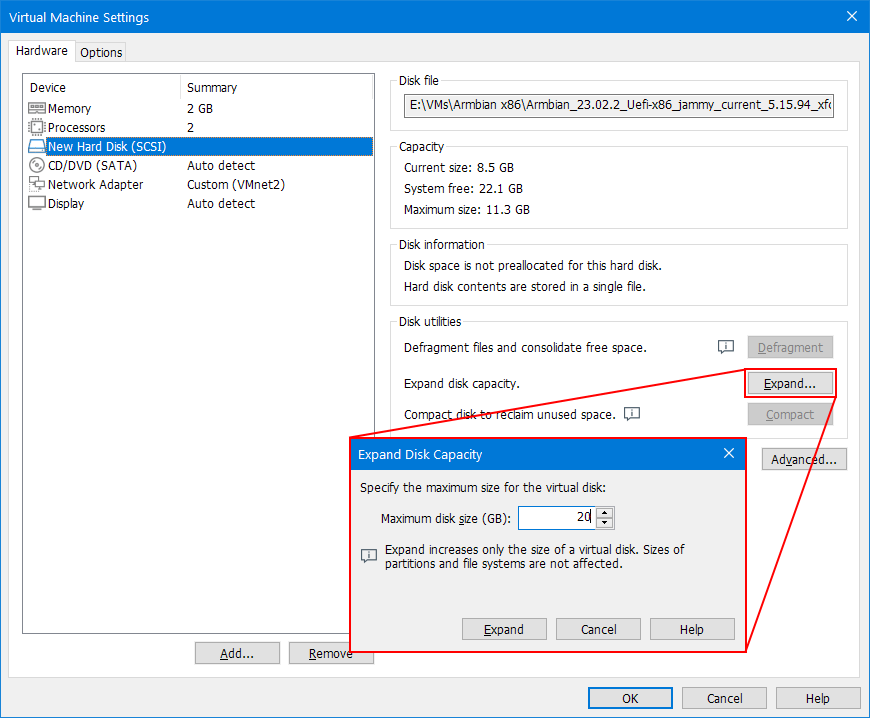 Virtual Machine Settings
Hardware
Options
Device Summary
Memory 2 GB
Processors 2
New Hard Disk (SCSI)
CD/DVD (SATA) Auto detect
Network Adapter Custom (VMnet2)
Display Auto detect
Add...
Remove
Disk file
E:\VMs\Armbian x86\Armbian_23.02.2_Uefi-x86_jammy_current_5.15.94_xfc
Capacity
Current size: 8.5 GB
System free: 22.1 GB
Maximum size: 11.3 GB
Disk information
Disk space is not preallocated for this hard disk.
Hard disk contents are stored in a single file.
Disk utilities
Defragment files and consolidate free space.
Defragment
Expand disk capacity.
Expand...
Compact disk to reclaim unused space.
Compact
Advanced...
Expand Disk Capacity
Specify the maximum size for the virtual disk:
Maximum disk size (GB): 20
Expand increases only the size of a virtual disk. Sizes of
partitions and file systems are not affected.
Expand
Cancel
Help
OK
Cancel
Help